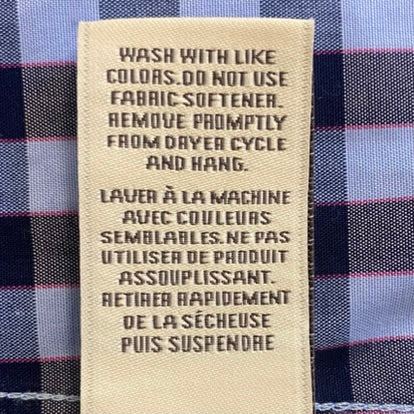 WASH WITH LIKE
COLORS.DO NOT USE
FABRIC SOFTENER.
REMOVE PROMPTLY
FROM DRYER CYCLE
AND HANG.
LAVER À LA MACHINE
AVEC COULEURS
SEMBLABLES.NE PAS
UTILISER DE PRODUIT
ASSOUPLISSANT.
RETIRER RAPIDEMENT
DE LA SÉCHEUSE
PUIS SUSPENDRE